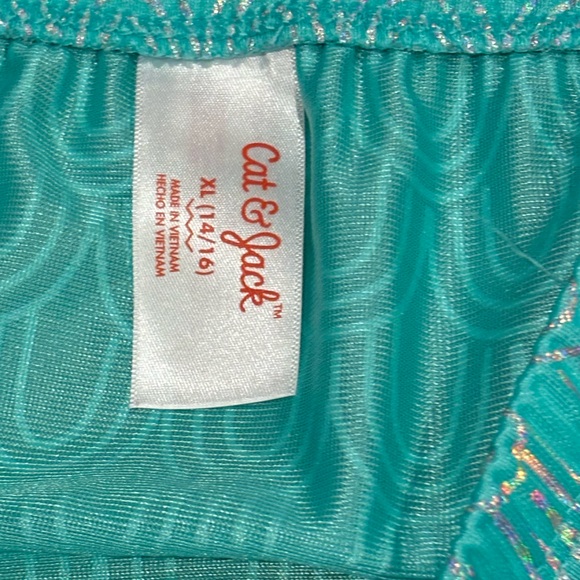 Cat & Jack™
XL (14/16)
MADE IN VIETNAM
HECHO EN VIETNAM